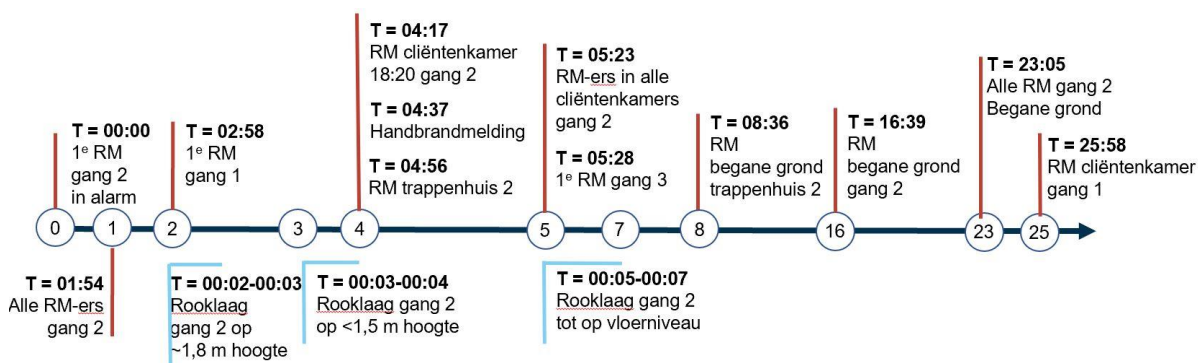 T = 00:00
1e RM
gang 2
in alarm
T = 02:58
1e RM
gang 1
T = 04:17
RM cliëntenkamer
18:20 gang 2
T = 04:37
Handbrandmelding
T = 04:56
RM trappenhuis 2
T = 05:23
RM-ers in alle
cliëntenkamers
gang 2
T = 05:28
1e RM gang 3
T = 08:36
RM
begane grond
trappenhuis 2
T = 16:39
RM
begane grond
gang 2
T = 23:05
Alle RM gang 2
Begane grond
T = 25:58
RM cliëntenkamer
gang 1
0 1 2 3 4 5 7 8 16 23 25
T = 01:54
Alle RM-ers
gang 2
T = 00:02-00:03
Rooklaag
gang 2 op
~1,8 m hoogte
T = 00:03-00:04
Rooklaag gang 2
op <1,5 m hoogte
T = 00:05-00:07
Rooklaag gang 2
tot op vloerniveau